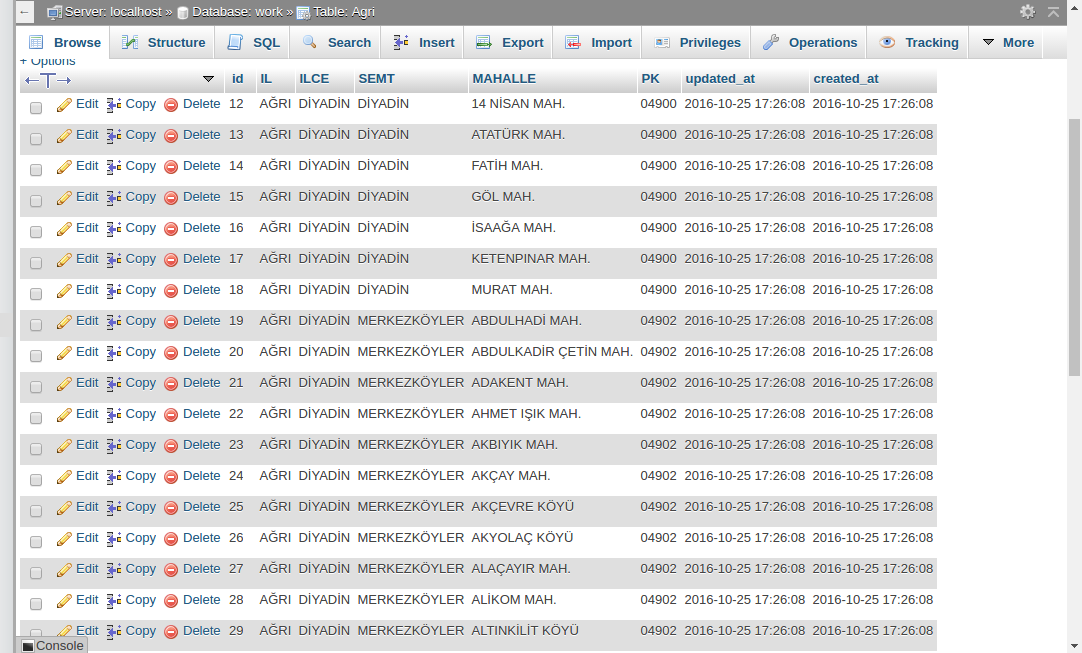 ← Server: localhost » Database: work » Table: Agri
Browse Structure SQL Search Insert Export Import Privileges Operations Tracking More
+ Options
←T→ id IL ILCE SEMT MAHALLE PK updated_at created_at
Edit Copy Delete 12 AĞRI DİYADİN DİYADİN 14 NİSAN MAH. 04900 2016-10-25 17:26:08 2016-10-25 17:26:08
Edit Copy Delete 13 AĞRI DİYADİN DİYADİN ATATÜRK MAH. 04900 2016-10-25 17:26:08 2016-10-25 17:26:08
Edit Copy Delete 14 AĞRI DİYADİN DİYADİN FATİH MAH. 04900 2016-10-25 17:26:08 2016-10-25 17:26:08
Edit Copy Delete 15 AĞRI DİYADİN DİYADİN GÖL MAH. 04900 2016-10-25 17:26:08 2016-10-25 17:26:08
Edit Copy Delete 16 AĞRI DİYADİN DİYADİN İSAAĞA MAH. 04900 2016-10-25 17:26:08 2016-10-25 17:26:08
Edit Copy Delete 17 AĞRI DİYADİN DİYADİN KETENPINAR MAH. 04900 2016-10-25 17:26:08 2016-10-25 17:26:08
Edit Copy Delete 18 AĞRI DİYADİN DİYADİN MURAT MAH. 04900 2016-10-25 17:26:08 2016-10-25 17:26:08
Edit Copy Delete 19 AĞRI DİYADİN MERKEZKÖYLER ABDULHADİ MAH. 04902 2016-10-25 17:26:08 2016-10-25 17:26:08
Edit Copy Delete 20 AĞRI DİYADİN MERKEZKÖYLER ABDULKADİR ÇETİN MAH. 04902 2016-10-25 17:26:08 2016-10-25 17:26:08
Edit Copy Delete 21 AĞRI DİYADİN MERKEZKÖYLER ADAKENT MAH. 04902 2016-10-25 17:26:08 2016-10-25 17:26:08
Edit Copy Delete 22 AĞRI DİYADİN MERKEZKÖYLER AHMET IŞIK MAH. 04902 2016-10-25 17:26:08 2016-10-25 17:26:08
Edit Copy Delete 23 AĞRI DİYADİN MERKEZKÖYLER AKBIYIK MAH. 04902 2016-10-25 17:26:08 2016-10-25 17:26:08
Edit Copy Delete 24 AĞRI DİYADİN MERKEZKÖYLER AKÇAY MAH. 04902 2016-10-25 17:26:08 2016-10-25 17:26:08
Edit Copy Delete 25 AĞRI DİYADİN MERKEZKÖYLER AKÇEVRE KÖYÜ 04902 2016-10-25 17:26:08 2016-10-25 17:26:08
Edit Copy Delete 26 AĞRI DİYADİN MERKEZKÖYLER AKYOLAÇ KÖYÜ 04902 2016-10-25 17:26:08 2016-10-25 17:26:08
Edit Copy Delete 27 AĞRI DİYADİN MERKEZKÖYLER ALAÇAYIR MAH. 04902 2016-10-25 17:26:08 2016-10-25 17:26:08
Edit Copy Delete 28 AĞRI DİYADİN MERKEZKÖYLER ALİKOM MAH. 04902 2016-10-25 17:26:08 2016-10-25 17:26:08
Edit Copy Delete 29 AĞRI DİYADİN MERKEZKÖYLER ALTINKİLİT KÖYÜ 04902 2016-10-25 17:26:08 2016-10-25 17:26:08
Console